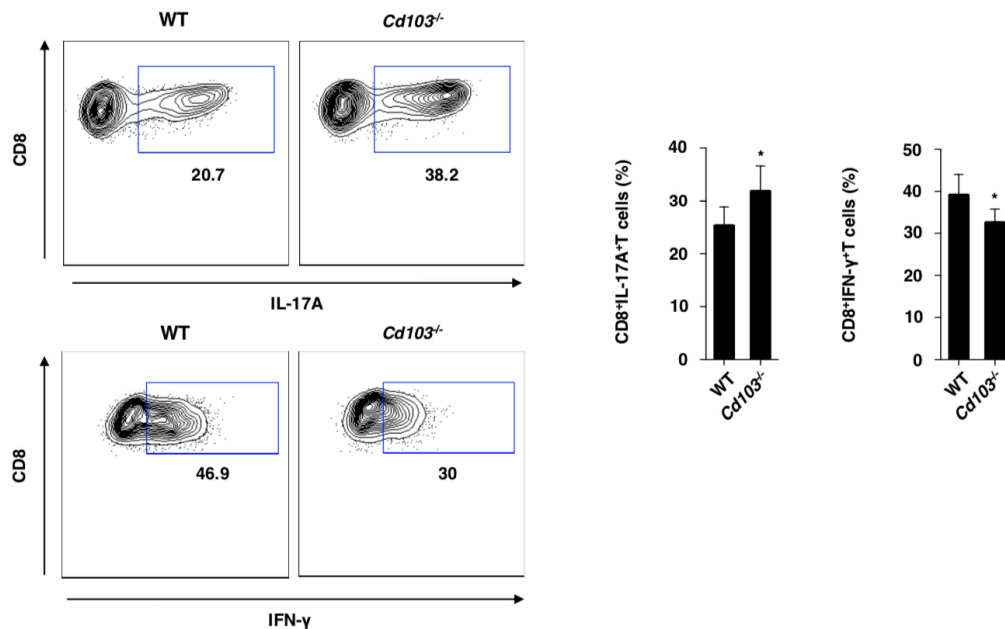 WT
Cd103-/-
CD8
20.7
38.2
IL-17A
WT
Cd103-/-
CD8
46.9
30
IFN-γ
CD8+IL-17A+T cells (%)
40
30
20
10
0
*
WT
Cd103-/-
CD8+IFN-γ+T cells (%)
50
40
30
20
10
0
*
WT
Cd103-/-